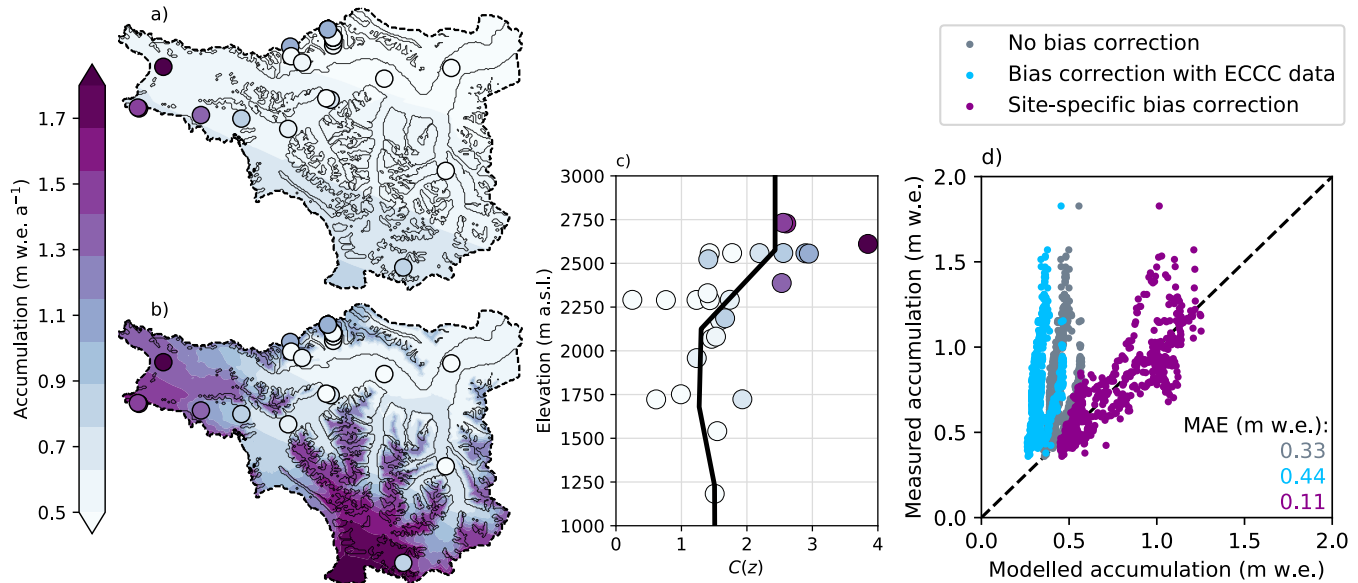 a)
Accumulation (m w.e. a⁻¹)
1.7
1.5
1.3
1.1
0.9
0.7
0.5
b)
c)
Elevation (m a.s.l.)
3000
2750
2500
2250
2000
1750
1500
1250
1000
0 1 2 3 4
C(z)
No bias correction
Bias correction with ECCC data
Site-specific bias correction
d)
Measured accumulation (m w.e.)
2.0
1.5
1.0
0.5
0.0
MAE (m w.e.):
0.33
0.44
0.11
0.0 0.5 1.0 1.5 2.0
Modelled accumulation (m w.e.)